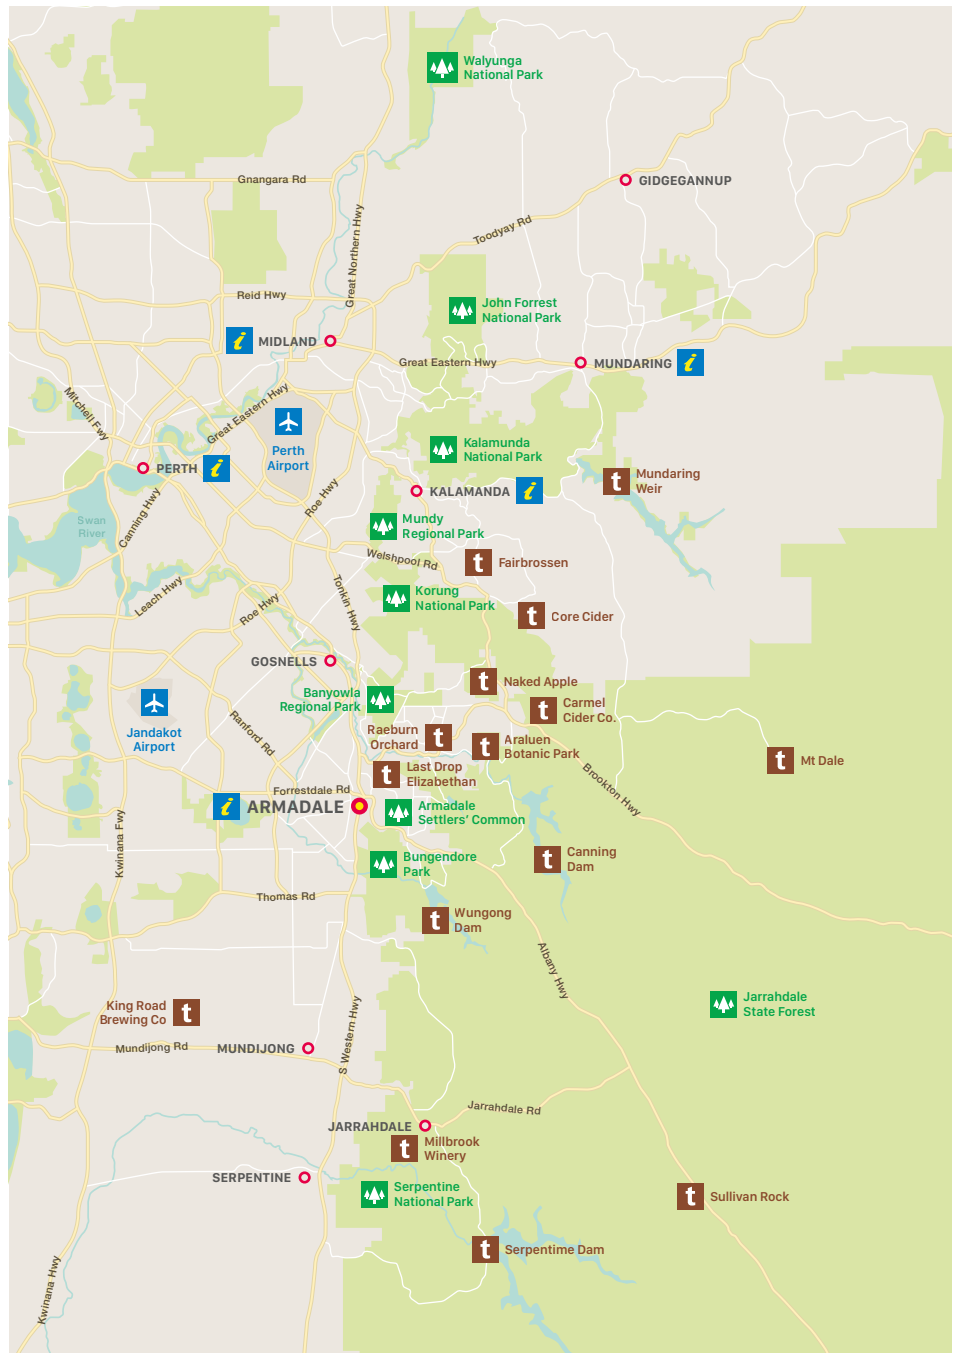 Walyunga
National Park
Gnangara Rd
GIDGEGANNUP
Great Northern Hwy
Toodyay Rd
Reid Hwy
John Forrest
National Park
i
MIDLAND
Great Eastern Hwy
MUNDARING
i
Mitchell Fwy
Great Eastern Hwy
Perth
Airport
Kalamunda
National Park
PERTH
i
Mundaring
Weir
t
Roe Hwy
KALAMANDA
i
Canning Hwy
Swan
River
Mundy
Regional Park
Welshpool Rd
t
Fairbrossen
Leach Hwy
Roe Hwy
Tonkin Hwy
Korung
National Park
t
Core Cider
GOSNELLS
Banyowla
Regional Park
t
Naked Apple
t
Carmel
Cider Co.
Jandakot
Airport
Ranford Rd
Raeburn
Orchard
t
t
Araluen
Botanic Park
t
Mt Dale
t
Last Drop
Elizabethan
Brookton Hwy
Forrestdale Rd
i
ARMADALE
Armadale
Settlers’ Common
Kwinana Fwy
Bungendore
Park
t
Canning
Dam
Thomas Rd
t
Wungong
Dam
Albany Hwy
King Road
Brewing Co
t
Jarrahdale
State Forest
S Western Hwy
Mundijong Rd
MUNDIJONG
Jarrahdale Rd
JARRAHDALE
t
Millbrook
Winery
SERPENTINE
Serpentine
National Park
t
Sullivan Rock
t
Serpentime Dam
Kwinana Hwy